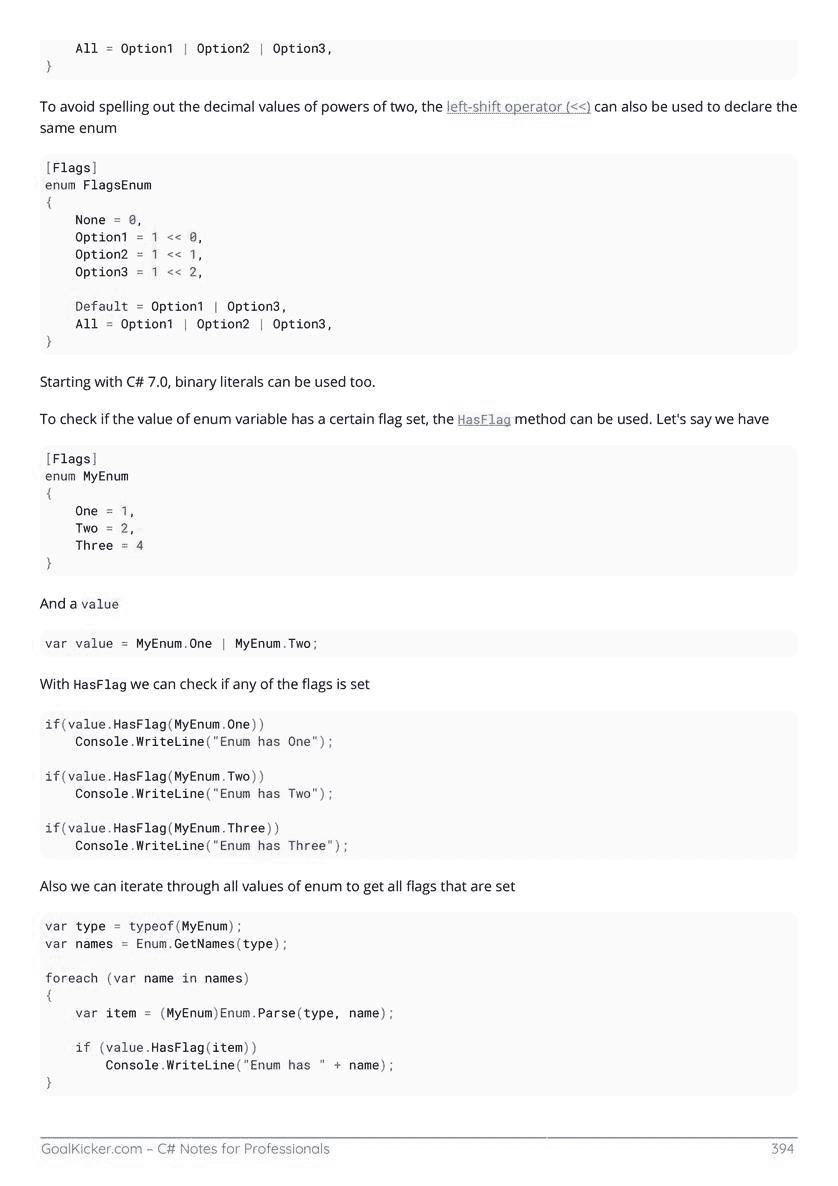 All = Option1 | Option2 | Option3,
}
To avoid spelling out the decimal values of powers of two, the left-shift operator (<<) can also be used to declare the
same enum
[Flags]
enum FlagsEnum
{
    None = 0,
    Option1 = 1 << 0,
    Option2 = 1 << 1,
    Option3 = 1 << 2,
    Default = Option1 | Option3,
    All = Option1 | Option2 | Option3,
}
Starting with C# 7.0, binary literals can be used too.
To check if the value of enum variable has a certain flag set, the HasFlag method can be used. Let's say we have
[Flags]
enum MyEnum
{
    One = 1,
    Two = 2,
    Three = 4
}
And a value
var value = MyEnum.One | MyEnum.Two;
With HasFlag we can check if any of the flags is set
if(value.HasFlag(MyEnum.One))
    Console.WriteLine("Enum has One");
if(value.HasFlag(MyEnum.Two))
    Console.WriteLine("Enum has Two");
if(value.HasFlag(MyEnum.Three))
    Console.WriteLine("Enum has Three");
Also we can iterate through all values of enum to get all flags that are set
var type = typeof(MyEnum);
var names = Enum.GetNames(type);
foreach (var name in names)
{
    var item = (MyEnum)Enum.Parse(type, name);
    if (value.HasFlag(item))
        Console.WriteLine("Enum has " + name);
}
GoalKicker.com – C# Notes for Professionals 394